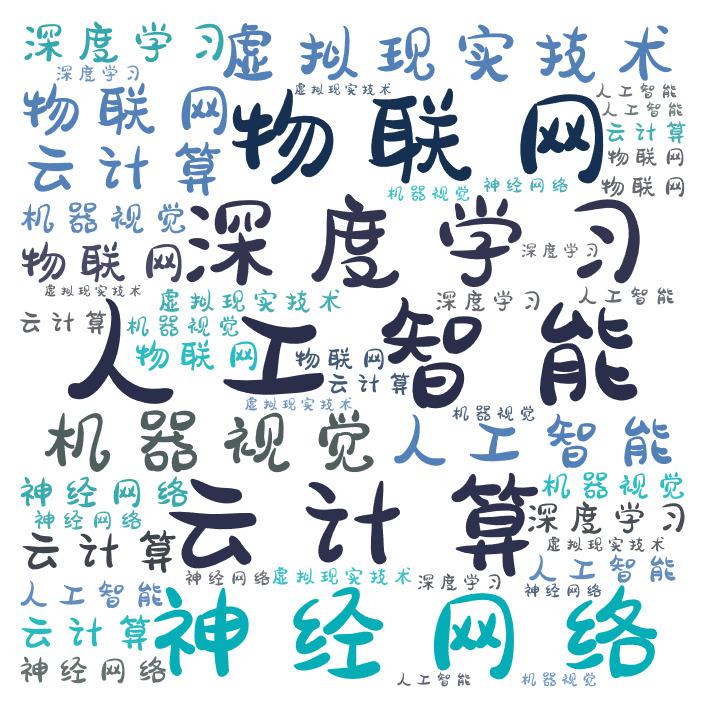 深度学习
虚拟现实技术
深度学习
虚拟现实技术
人工智能
物联网
物联网
人工智能
云计算
云计算
物联网
机器视觉
神经网络
物联网
机器视觉
深度学习
深度学习
物联网
虚拟现实技术
虚拟现实技术
深度学习
人工智能
云计算
机器视觉
人工智能
物联网
物联网
云计算
虚拟现实技术
机器视觉
机器视觉
人工智能
神经网络
云计算
机器视觉
神经网络
深度学习
云计算
虚拟现实技术
神经网络
虚拟现实技术
深度学习
人工智能
神经网络
人工智能
神经网络
云计算
神经网络
人工智能
机器视觉